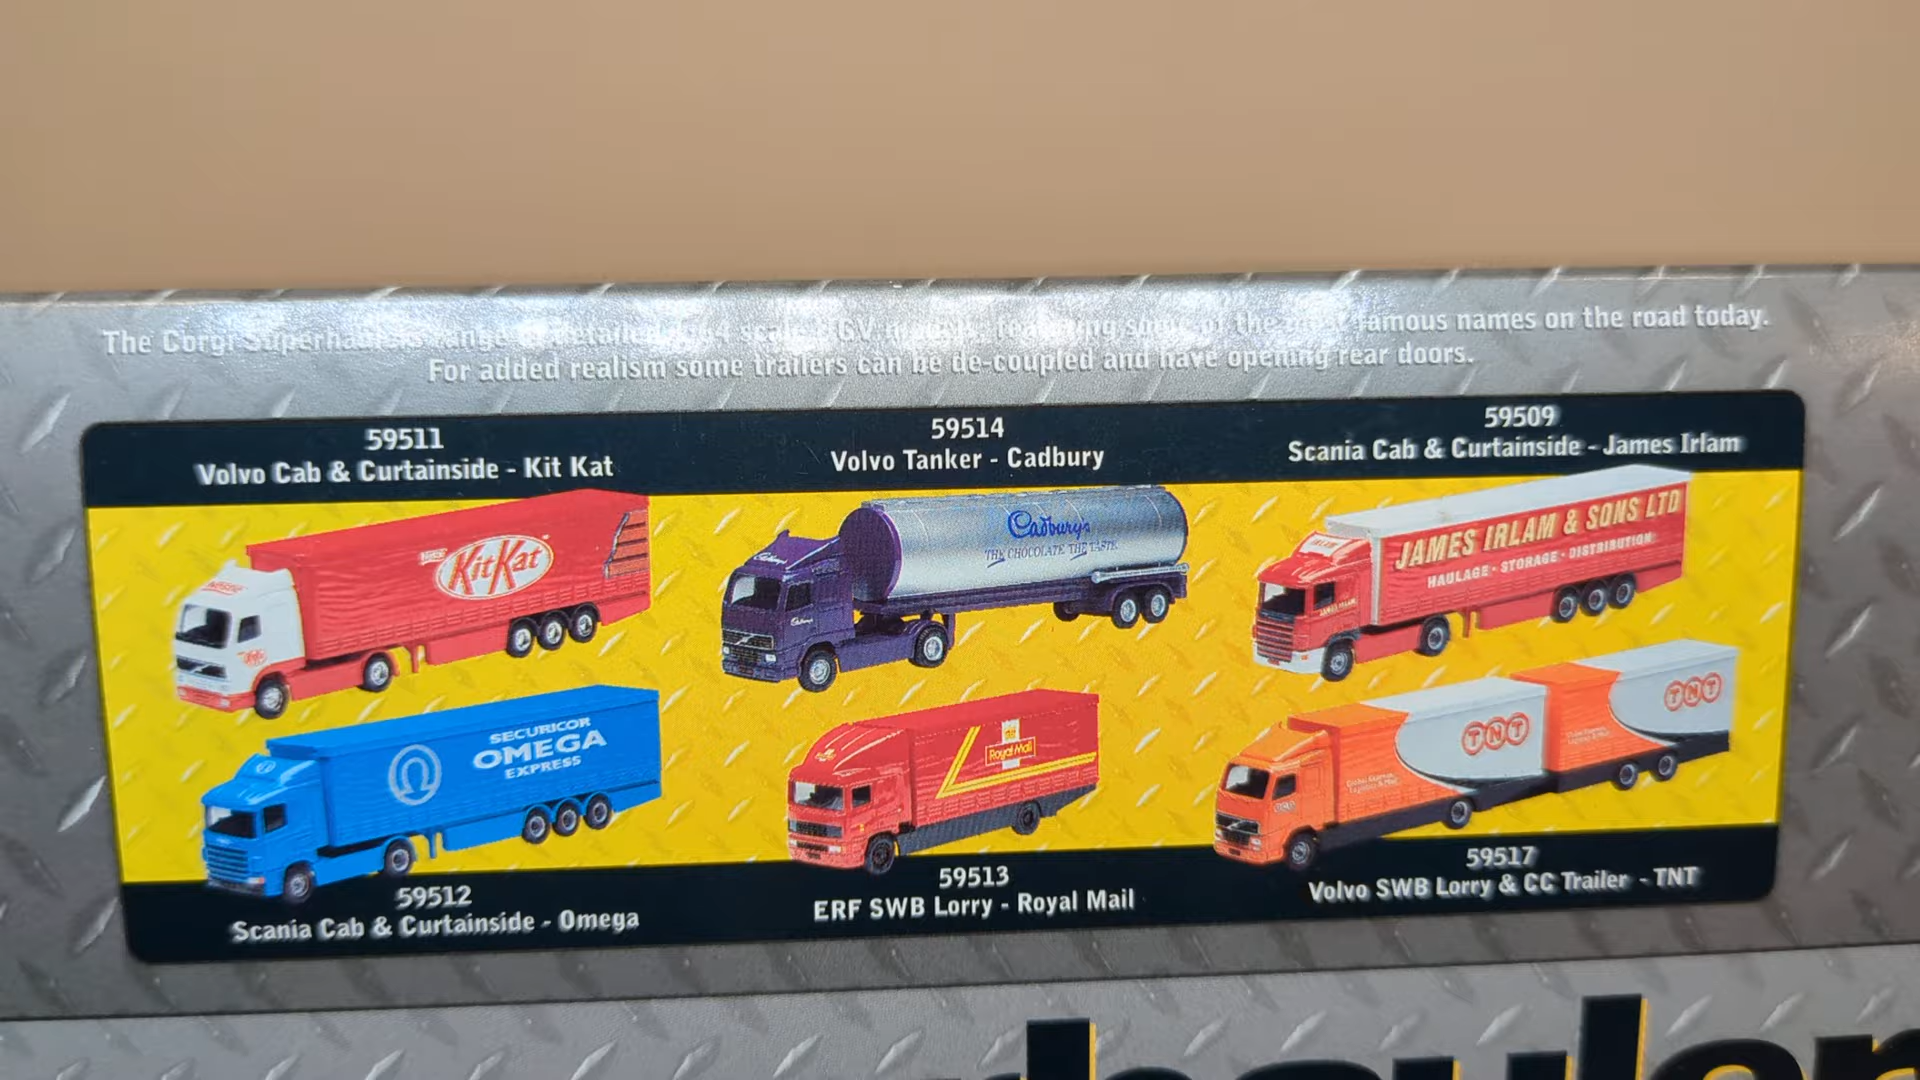 The Corgi Superhaulers range of detailed 1:64 scale HGV models, featuring some of the most famous names on the road today.
For added realism some trailers can be de-coupled and have opening rear doors.
59511
Volvo Cab & Curtainside - Kit Kat
59514
Volvo Tanker - Cadbury
59509
Scania Cab & Curtainside - James Irlam
Nestlé
KitKat
Cadbury's
THE CHOCOLATE THE TASTE
JAMES IRLAM & SONS LTD
HAULAGE · STORAGE · DISTRIBUTION
SECURICOR
OMEGA
EXPRESS
Royal Mail
TNT
TNT
59512
Scania Cab & Curtainside - Omega
59513
ERF SWB Lorry - Royal Mail
59517
Volvo SWB Lorry & CC Trailer - TNT